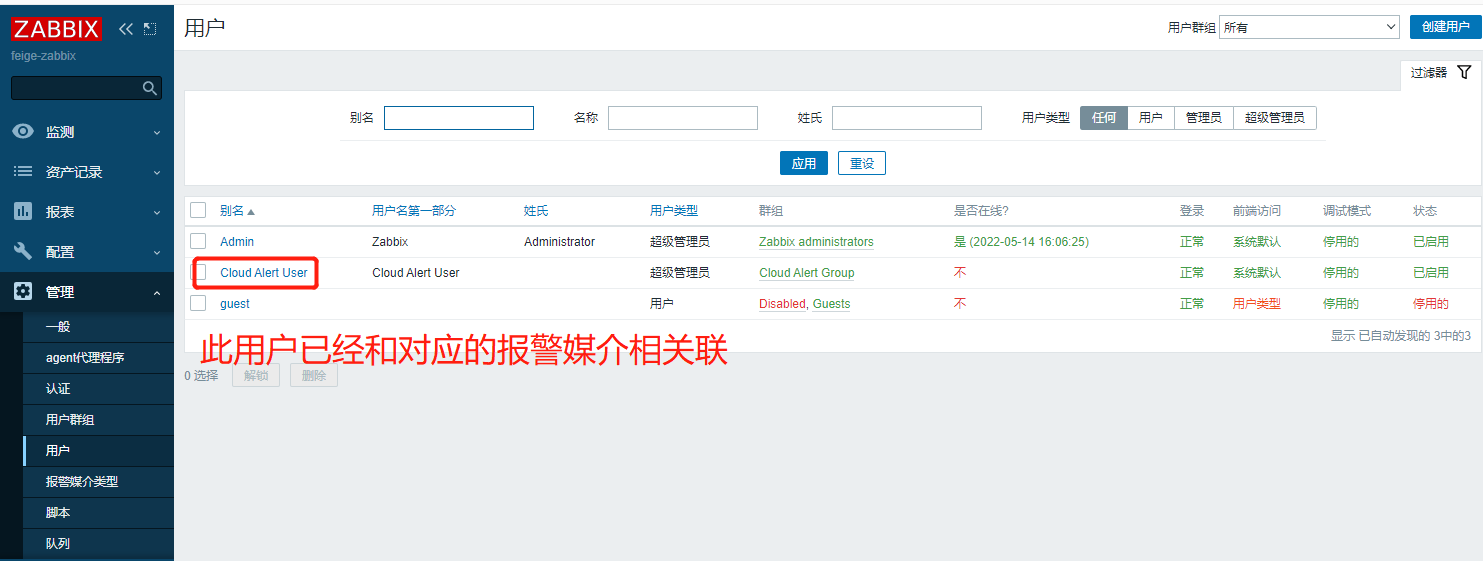 ZABBIX
feige-zabbix
监测
资产记录
报表
配置
管理
一般
agent代理程序
认证
用户群组
用户
报警媒介类型
脚本
队列
用户
用户群组 所有 创建用户
过滤器
别名 名称 姓氏 用户类型 任何 用户 管理员 超级管理员
应用 重设
别名 用户名第一部分 姓氏 用户类型 群组 是否在线? 登录 前端访问 调试模式 状态
Admin Zabbix Administrator 超级管理员 Zabbix administrators 是 (2022-05-14 16:06:25) 正常 系统默认 停用的 已启用
Cloud Alert User Cloud Alert User 超级管理员 Cloud Alert Group 不 正常 系统默认 停用的 已启用
guest 用户 Disabled, Guests 不 正常 用户类型 停用的 停用的
显示 已自动发现的 3中的3
此用户已经和对应的报警媒介相关联
0 选择 解锁 删除